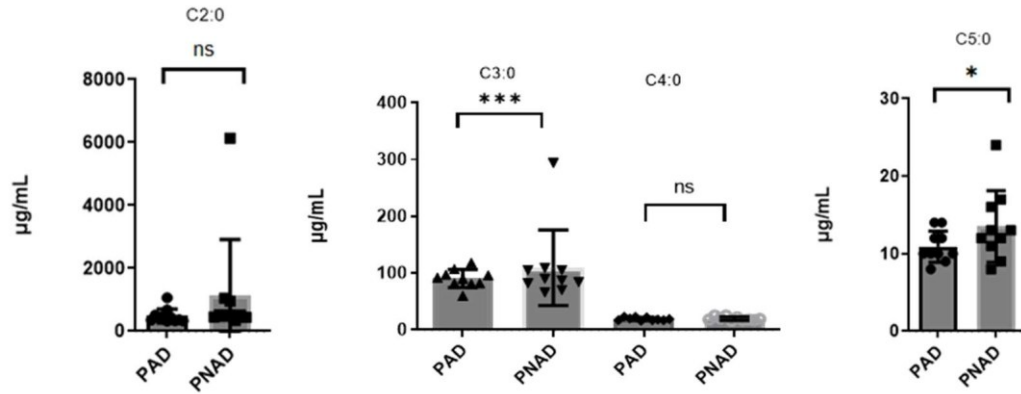 C2:0
ns
8000
6000
4000
2000
0
µg/mL
PAD
PNAD
C3:0
C4:0
***
ns
400
300
200
100
0
µg/mL
PAD
PNAD
PAD
PNAD
C5:0
*
30
20
10
0
µg/mL
PAD
PNAD